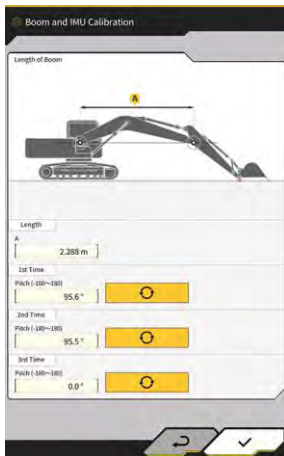 Boom and IMU Calibration
Length of Boom
A
Length
A
[ 2.288 m ]
1st Time
Pitch (-180~180)
[ 95.6 ° ]
2nd Time
Pitch (-180~180)
[ 95.5 ° ]
3rd Time
Pitch (-180~180)
[ 0.0 ° ]